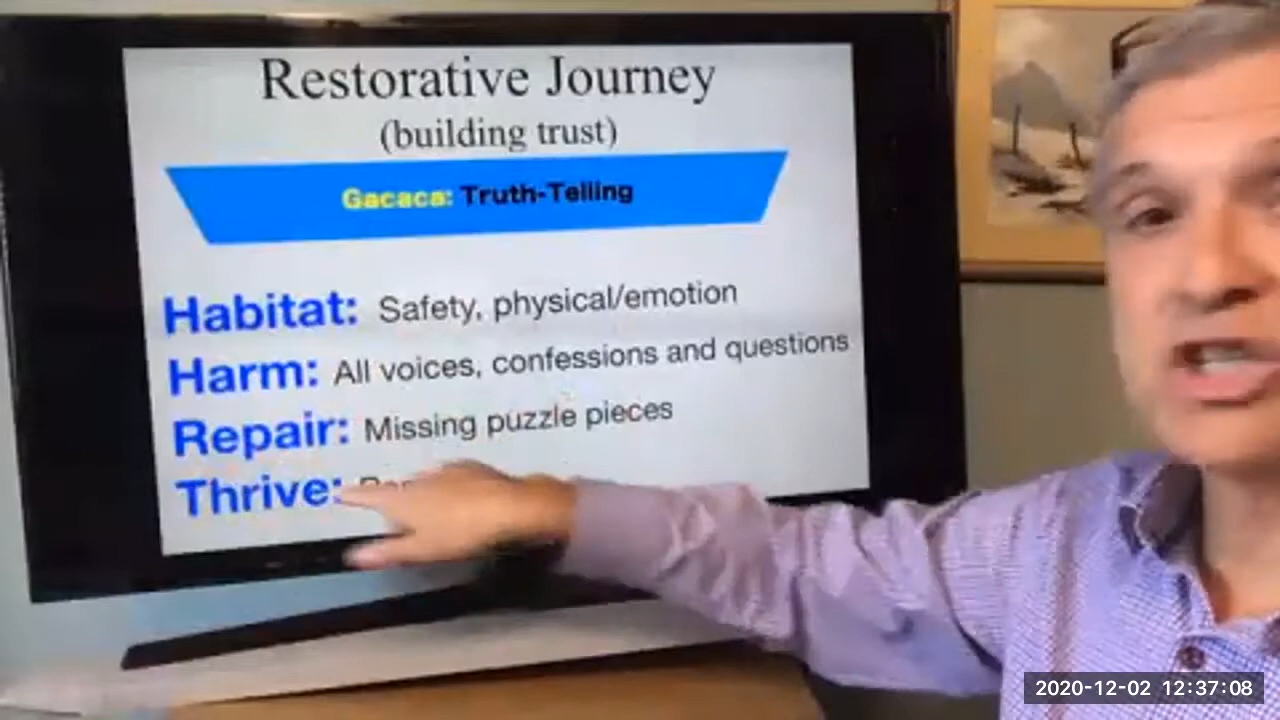 Restorative Journey
(building trust)
Gacaca: Truth-Telling
Habitat: Safety, physical/emotion
Harm: All voices, confessions and questions
Repair: Missing puzzle pieces
Thrive:
2020-12-02 12:37:08